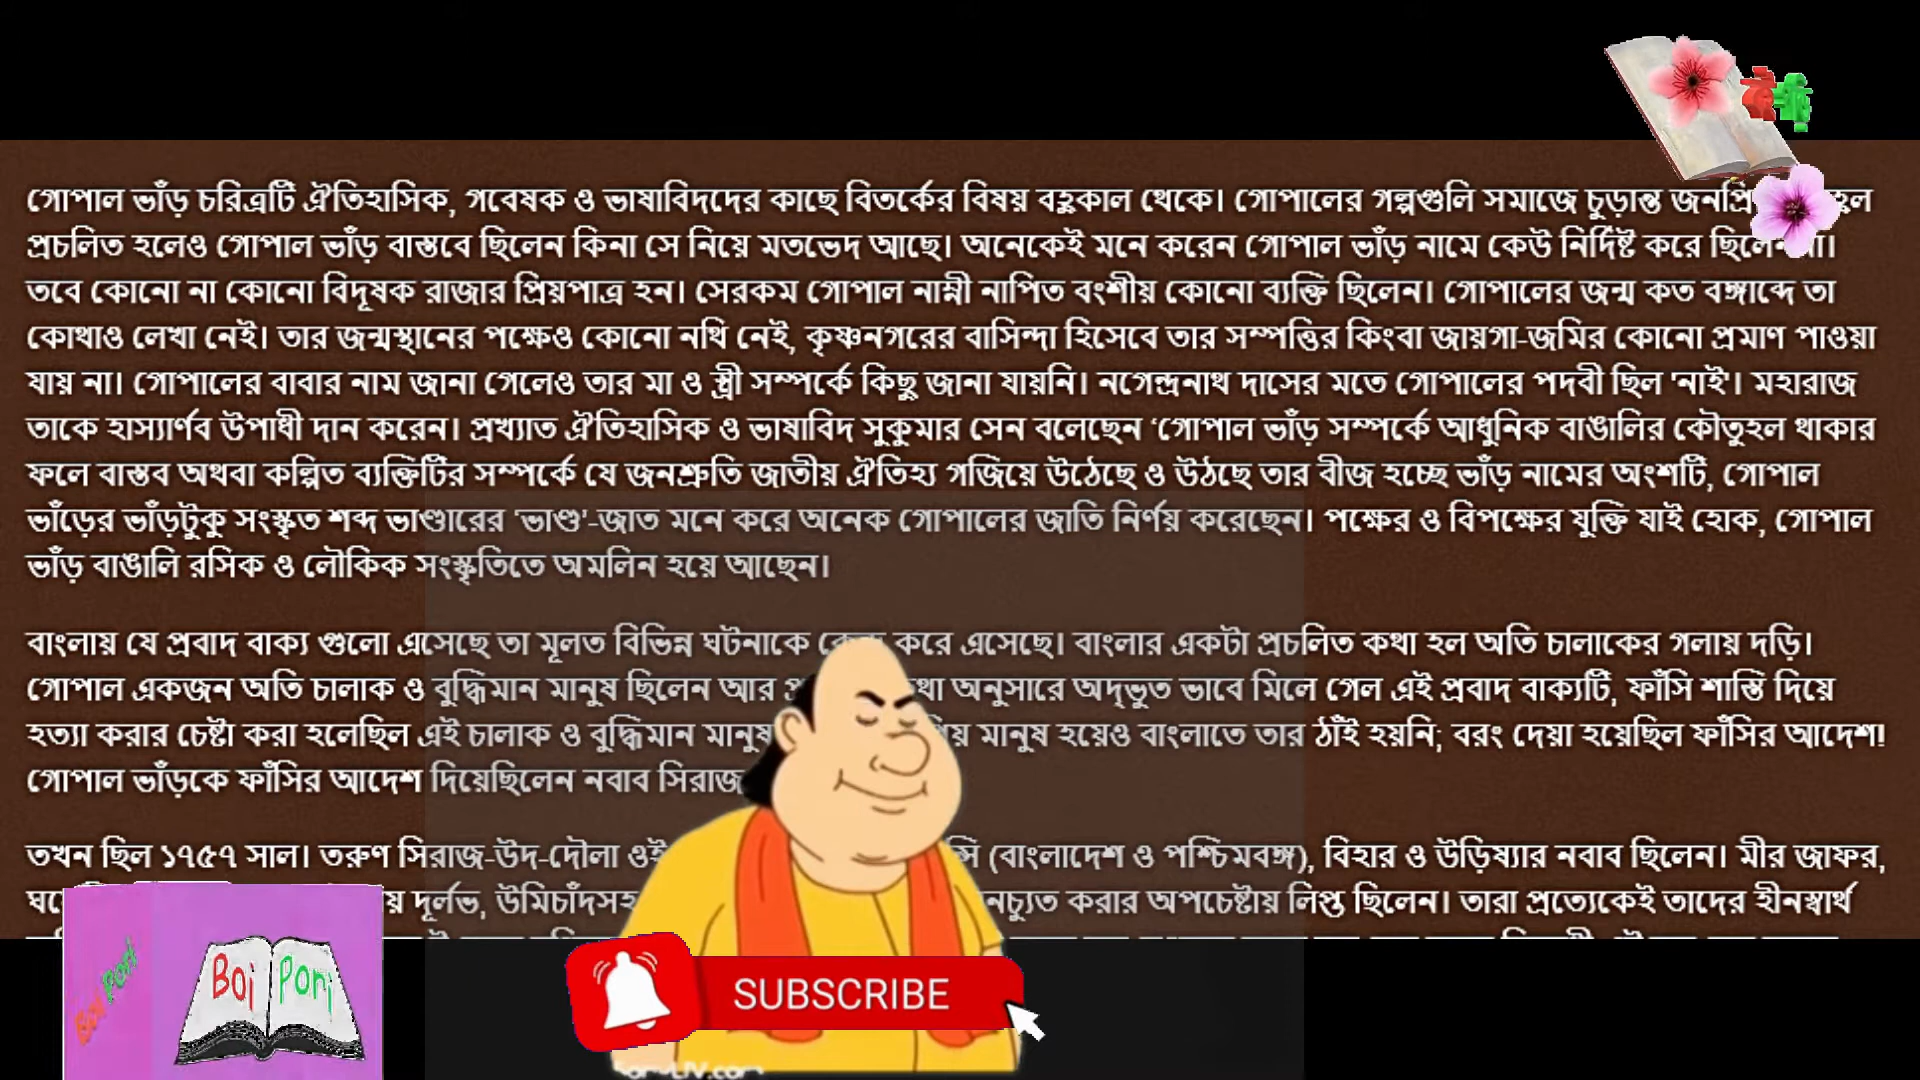 গোপাল ভাঁড় চরিত্রটি ঐতিহাসিক, গবেষক ও ভাষাবিদদের কাছে বিতর্কের বিষয় বহুকাল থেকে। গোপালের গল্পগুলি সমাজে চুড়ান্ত
প্রচলিত হলেও গোপাল ভাঁড় বাস্তবে ছিলেন কিনা সে নিয়ে মতভেদ আছে। অনেকেই মনে করেন গোপাল ভাঁড় নামে কেউ নির্দিষ্ট করে
তবে কোনো না কোনো বিদূষক রাজার প্রিয়পাত্র হন। সেরকম গোপাল নাম্নী নাপিত বংশীয় কোনো ব্যক্তি ছিলেন। গোপালের জন্ম কত বঙ্গাব্দে তা
কোথাও লেখা নেই। তার জন্মস্থানের পক্ষেও কোনো নথি নেই, কৃষ্ণনগরের বাসিন্দা হিসেবে তার সম্পত্তির কিংবা জায়গা-জমির কোনো প্রমাণ পাওয়া
যায় না। গোপালের বাবার নাম জানা গেলেও তার মা ও স্ত্রী সম্পর্কে কিছু জানা যায়নি। নগেন্দ্রনাথ দাসের মতে গোপালের পদবী ছিল 'নাই'। মহারাজ
তাকে হাস্যার্ণব উপাধী দান করেন। প্রখ্যাত ঐতিহাসিক ও ভাষাবিদ সুকুমার সেন বলেছেন ‘গোপাল ভাঁড় সম্পর্কে আধুনিক বাঙালির কৌতুহল থাকার
ফলে বাস্তব অথবা কল্পিত ব্যক্তিটির সম্পর্কে যে জনশ্রুতি জাতীয় ঐতিহ্য গজিয়ে উঠেছে ও উঠছে তার বীজ হচ্ছে ভাঁড় নামের অংশটি, গোপাল
ভাঁড়ের ভাঁড়টুকু সংস্কৃত শব্দ ভাণ্ডারের 'ভাণ্ড'-জাত মনে করে অনেক গোপালের জাতি নির্ণয় করেছেন। পক্ষের ও বিপক্ষের যুক্তি যাই হোক, গোপাল
ভাঁড় বাঙালি রসিক ও লৌকিক সংস্কৃতিতে অমলিন হয়ে আছেন।
বাংলায় যে প্রবাদ বাক্য গুলো এসেছে তা মূলত বিভিন্ন ঘটনাকে করে এসেছে। বাংলার একটা প্রচলিত কথা হল অতি চালাকের গলায় দড়ি।
গোপাল একজন অতি চালাক ও বুদ্ধিমান মানুষ ছিলেন আর অনুসারে অদ্ভুত ভাবে মিলে গেল এই প্রবাদ বাক্যটি, ফাঁসি শাস্তি দিয়ে
হত্যা করার চেষ্টা করা হলেছিল এই চালাক ও বুদ্ধিমান মানুষ মানুষ হয়েও বাংলাতে তার ঠাঁই হয়নি; বরং দেয়া হয়েছিল ফাঁসির আদেশ!
গোপাল ভাঁড়কে ফাঁসির আদেশ দিয়েছিলেন নবাব সিরাজ
তখন ছিল ১৭৫৭ সাল। তরুণ সিরাজ-উদ-দৌলা (বাংলাদেশ ও পশ্চিমবঙ্গ), বিহার ও উড়িষ্যার নবাব ছিলেন। মীর জাফর,
দূর্লভ, উমিচাঁদসহ করার অপচেষ্টায় লিপ্ত ছিলেন। তারা প্রত্যেকেই তাদের হীনস্বার্থ
Boi Pori
Boi Pori
SUBSCRIBE